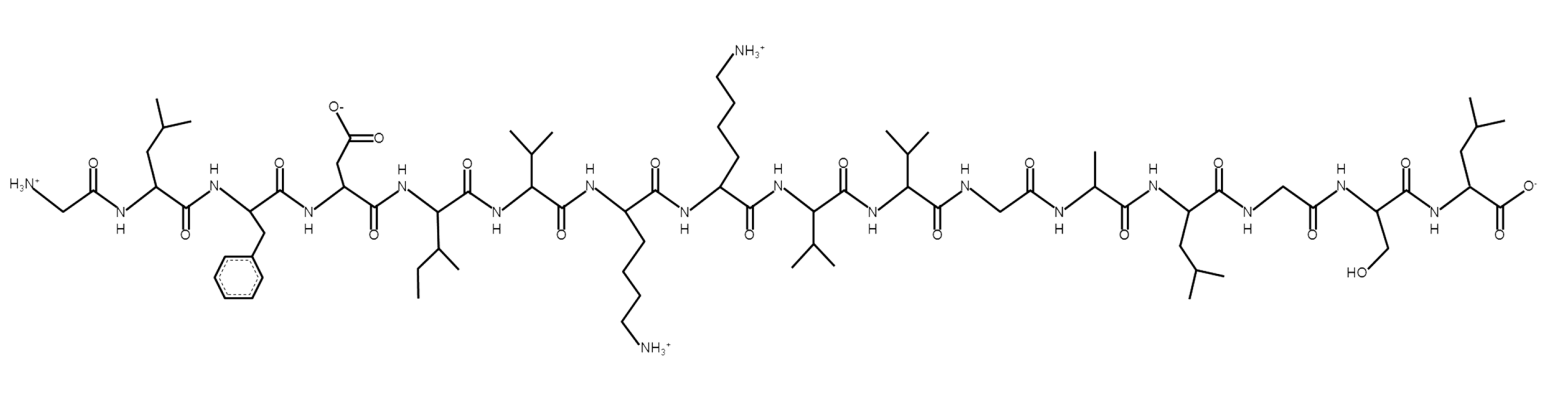 NH₃⁺
O-
O
O H O H O H O H O H O H O H O
H₃N⁺ N N N N N N N O-
N N N N N N N N
H O H O H O H O H O H O H O H O
HO
NH₃⁺